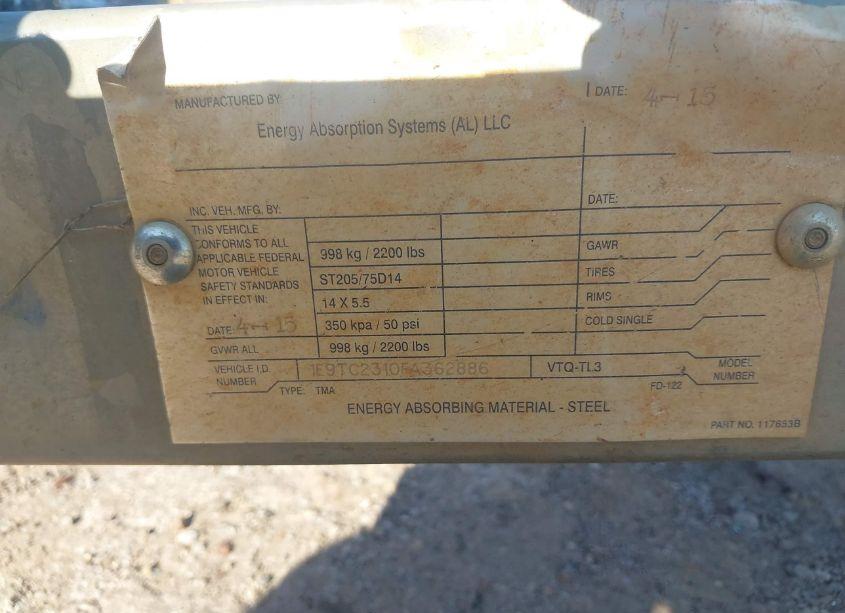 MANUFACTURED BY
DATE: 4-15
Energy Absorption Systems (AL) LLC
INC. VEH. MFG. BY:
DATE:
THIS VEHICLE
CONFORMS TO ALL
APPLICABLE FEDERAL
MOTOR VEHICLE
SAFETY STANDARDS
IN EFFECT IN:
998 kg / 2200 lbs
GAWR
ST205/75D14
TIRES
14 X 5.5
RIMS
DATE: 4-15
350 kpa / 50 psi
COLD SINGLE
GVWR ALL
998 kg / 2200 lbs
VEHICLE I.D.
NUMBER
1E9TC2310FA362886
VTQ-TL3
MODEL
NUMBER
TYPE: TMA
FD-122
ENERGY ABSORBING MATERIAL - STEEL
PART NO. 117653B